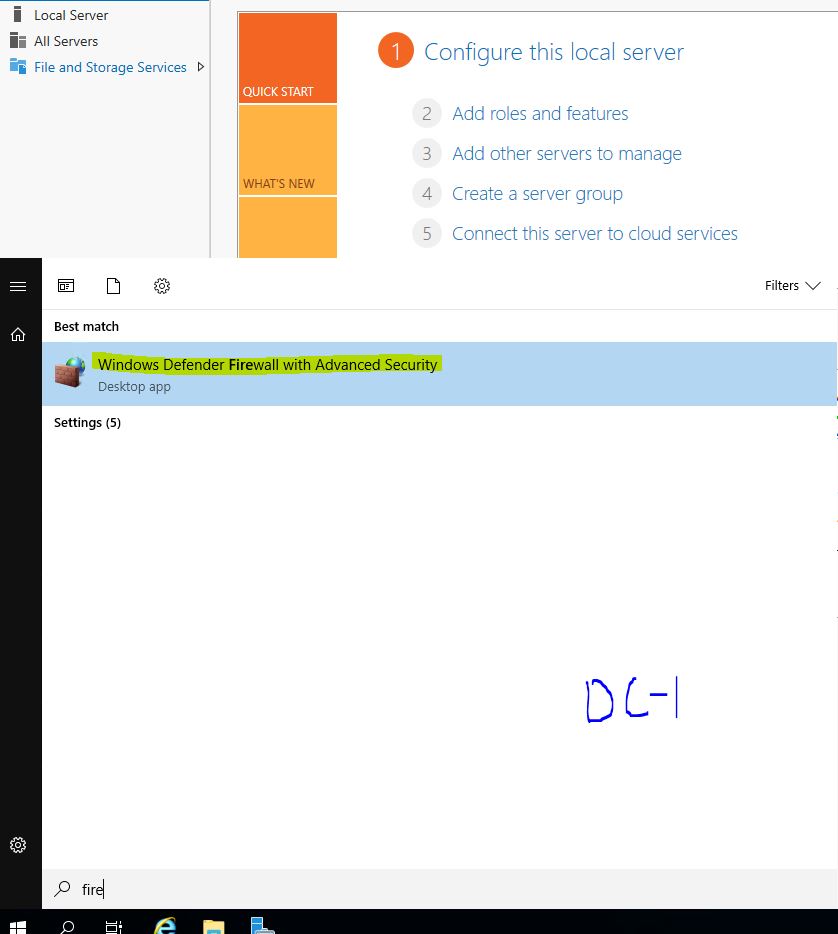 Local Server
All Servers
File and Storage Services
QUICK START
WHAT'S NEW
1 Configure this local server
2 Add roles and features
3 Add other servers to manage
4 Create a server group
5 Connect this server to cloud services
Filters
Best match
Windows Defender Firewall with Advanced Security
Desktop app
Settings (5)
DC-1
fire